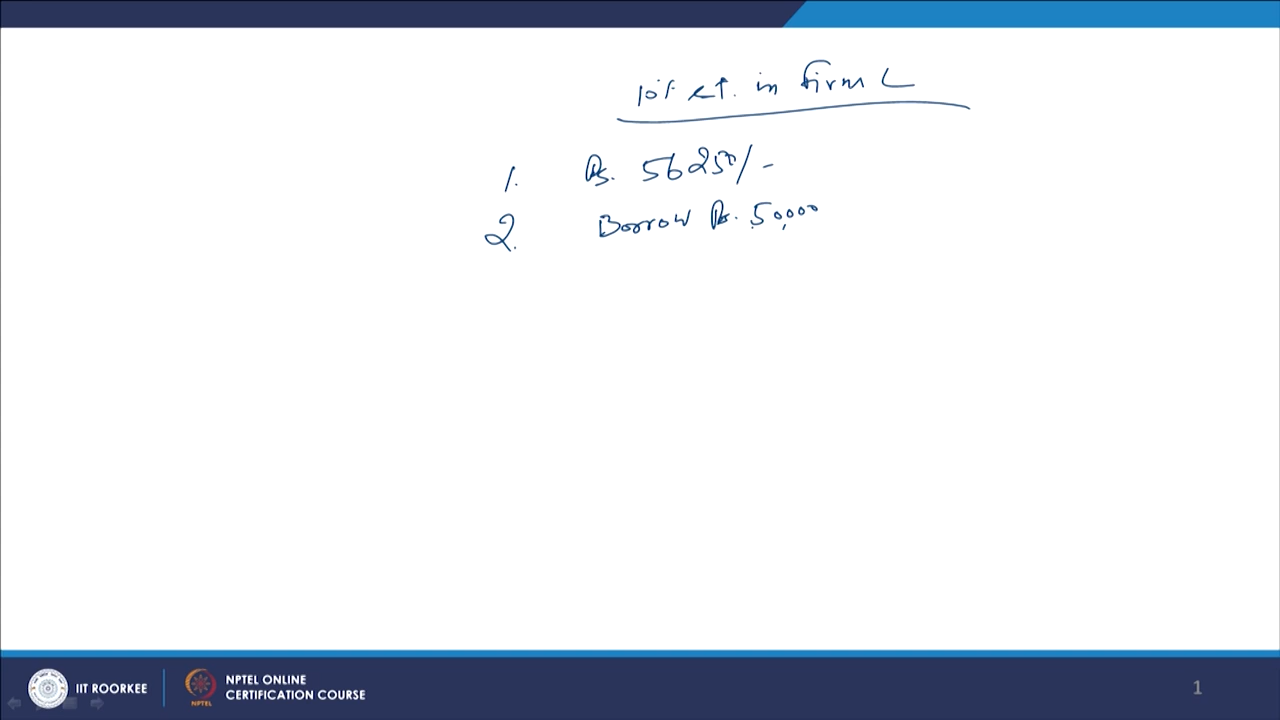 10% st. in Firm L
1. Rs. 56250/-
2. Borrow Rs. 50,000
IIT ROORKEE
NPTEL ONLINE
CERTIFICATION COURSE
NPTEL
1